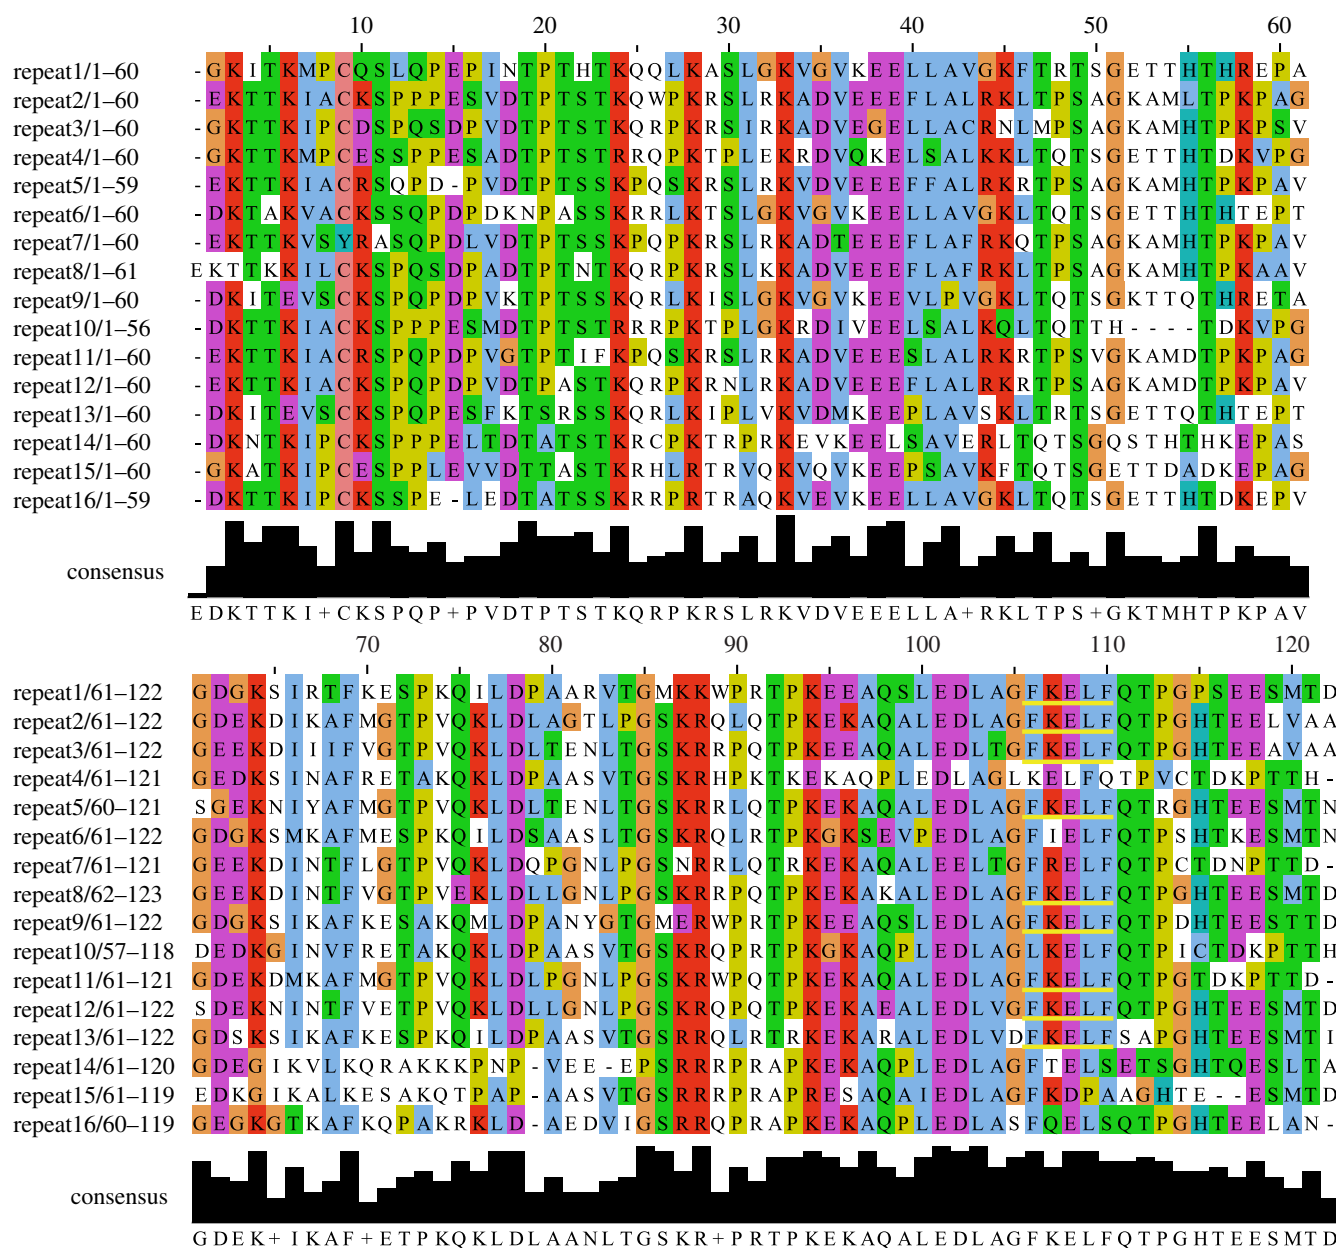 10 20 30 40 50 60
repeat1/1–60 -GKITKMPCQSLQPEPINTPTHTKQQLKASLGKVGVKEELLAVGKFTRTSGETTHTHREPA
repeat2/1–60 -EKTTKIACKSPPPESVDTPTSTKQWPKRSLRKADVEEEFLALRKLTPSAGKAMLTPKPAG
repeat3/1–60 -GKTTKIPCDSPQSDPVDTPTSTKQRPKRSIRKADVEGELLACRNLMPSAGKAMHTPKPSV
repeat4/1–60 -GKTTKMPCESSPPESADTPTSTRRQPKTPLEKRDVQKELSALKKLTQTSGETTHTDKVPG
repeat5/1–59 -EKTTKIACRSQPD-PVDTPTSSKPQSKRSLRKVDVEEEFFALRKRTPSAGKAMHTPKPAV
repeat6/1–60 -DKTAKVACKSSQPDPDKNPASSKRRLKTSLGKVGVKEELLAVGKLTQTSGETTHTHTEPT
repeat7/1–60 -EKTTKVSYRASQPDLVDTPTSSKPQPKRSLRKADTEEEFLAFRKQTPSAGKAMHTPKPAV
repeat8/1–61 EKTTKKILCKSPQSDPADTPTNTKQRPKRSLKKADVEEEFLAFRKLTPSAGKAMHTPKAAV
repeat9/1–60 -DKITEVSCKSPQPDPVKTPTSSKQRLKISLGKVGVKEEVLPVGKLTQTSGKTTQTHRETA
repeat10/1–56 -DKTTKIACKSPPPESMDTPTSTRRRPKTPLGKRDIVEELSALKQLTQTTH----TDKVPG
repeat11/1–60 -EKTTKIACRSPQPDPVGTPTIFKPQSKRSLRKADVEEESLALRKRTPSVGKAMDTPKPAG
repeat12/1–60 -EKTTKIACKSPQPDPVDTPASTKQRPKRNLRKADVEEEFLALRKRTPSAGKAMDTPKPAV
repeat13/1–60 -DKITEVSCKSPQPESFKTSRSSKQRLKIPLVKVDMKEEPLAVSKLTRTSGETTQTHTEPT
repeat14/1–60 -DKNTKIPCKSPPPELTDTATSTKRCPKTRPRKEVKEELSAVERLTQTSGQSTHTHKEPAS
repeat15/1–60 -GKATKIPCESPPLEVVDTTASTKRHLRTRVQKVQVKEEPSAVKFTQTSGETTDADKEPAG
repeat16/1–59 -DKTTKIPCKSSPE-LEDTATSSKRRPRTRAQKVEVKEELLAVGKLTQTSGETTHTDKEPV
consensus
EDKTTKI+CKSPQP+PVDTPTSTKQRPKRSLRKVDVEEELLA+RKLTPS+GKTMHTPKPAV
70 80 90 100 110 120
repeat1/61–122 GDGKSIRTFKESPKQILDPAARVTGMKKWPRTPKEEAQSLEDLAGFKELFQTPGPSEESMTD
repeat2/61–122 GDEKDIKAFMGTPVQKLDLAGTLPGSKRQLQTPKEKAQALEDLAGFKELFQTPGHTEELVAA
repeat3/61–122 GEEKDIIIFVGTPVQKLDLTENLTGSKRRPQTPKEEAQALEDLTGFKELFQTPGHTEEAVAA
repeat4/61–121 GEDKSINAFRETAKQKLDPAASVTGSKRHPKTKEKAQPLEDLAGLKELFQTPVCTDKPTTH-
repeat5/60–121 SGEKNIYAFMGTPVQKLDLTENLTGSKRRLQTPKEKAQALEDLAGFKELFQTRGHTEESMTN
repeat6/61–122 GDGKSMKAFMESPKQILDSAASLTGSKRQLRTPKGKSEVPEDLAGFIELFQTPSHTKESMTN
repeat7/61–121 GEEKDINTFLGTPVQKLDQPGNLPGSNRRLQTRKEKAQALEELTGFRELFQTPCTDNPTTD-
repeat8/62–123 GEEKDINTFVGTPVEKLDLLGNLPGSKRRPQTPKEKAKALEDLAGFKELFQTPGHTEESMTD
repeat9/61–122 GDGKSIKAFKESAKQMLDPANYGTGMERWPRTPKEEAQSLEDLAGFKELFQTPDHTEESTTD
repeat10/57–118 DEDKGINVFRETAKQKLDPAASVTGSKRQPRTPKGKAQPLEDLAGLKELFQTPICTDKPTTH
repeat11/61–121 GDEKDMKAFMGTPVQKLDLPGNLPGSKRWPQTPKEKAQALEDLAGFKELFQTPGTDKPTTD-
repeat12/61–122 SDEKNINTFVETPVQKLDLLGNLPGSKRQPQTPKEKAEALEDLVGFKELFQTPGHTEESMTD
repeat13/61–122 GDSKSIKAFKESPKQILDPAASVTGSRRQLRTRKEKARALEDLVDFKELFSAPGHTEESMTI
repeat14/61–120 GDEGIKVLKQRAKKKPNP-VEE-EPSRRRPRAPKEKAQPLEDLAGFTELSETSGHTQESLTA
repeat15/61–119 EDKGIKALKESAKQTPAP-AASVTGSRRRPRAPRESAQAIEDLAGFKDPAAGHTE--ESMTD
repeat16/60–119 GEGKGTKAFKQPAKRKLD-AEDVIGSRRQPRAPKEKAQPLEDLASFQELSQTPGHTEELAN-
consensus
GDEK+IKAF+ETPKQKLDLAANLTGSKR+PRTPKEKAQALEDLAGFKELFQTPGHTEESMTD